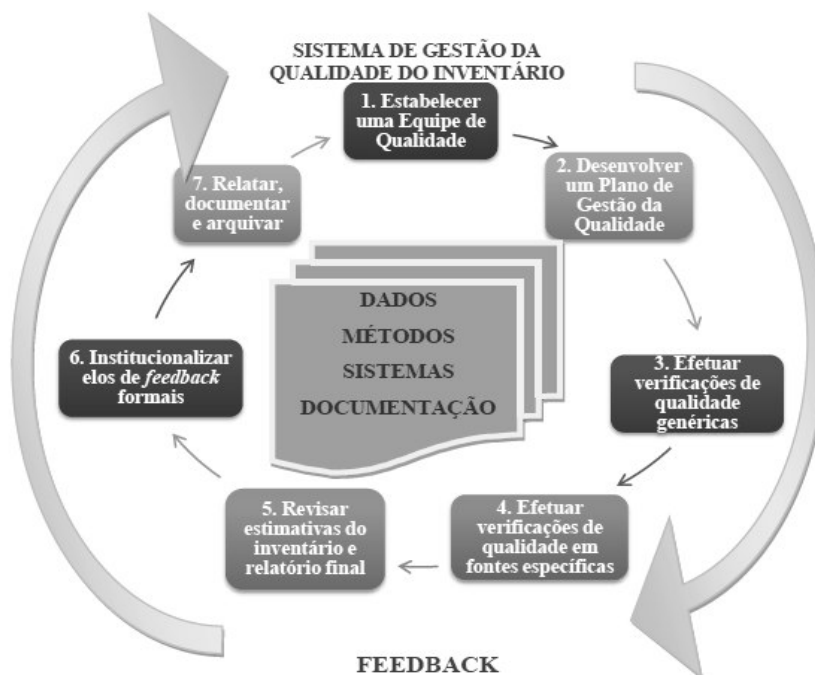 SISTEMA DE GESTÃO DA
QUALIDADE DO INVENTÁRIO
1. Estabelecer
uma Equipe de
Qualidade
2. Desenvolver
um Plano de
Gestão da
Qualidade
3. Efetuar
verificações de
qualidade
genéricas
4. Efetuar
verificações de
qualidade em
fontes específicas
5. Revisar
estimativas do
inventário e
relatório final
6. Institucionalizar
elos de feedback
formais
7. Relatar,
documentar
e arquivar
DADOS
MÉTODOS
SISTEMAS
DOCUMENTAÇÃO
FEEDBACK